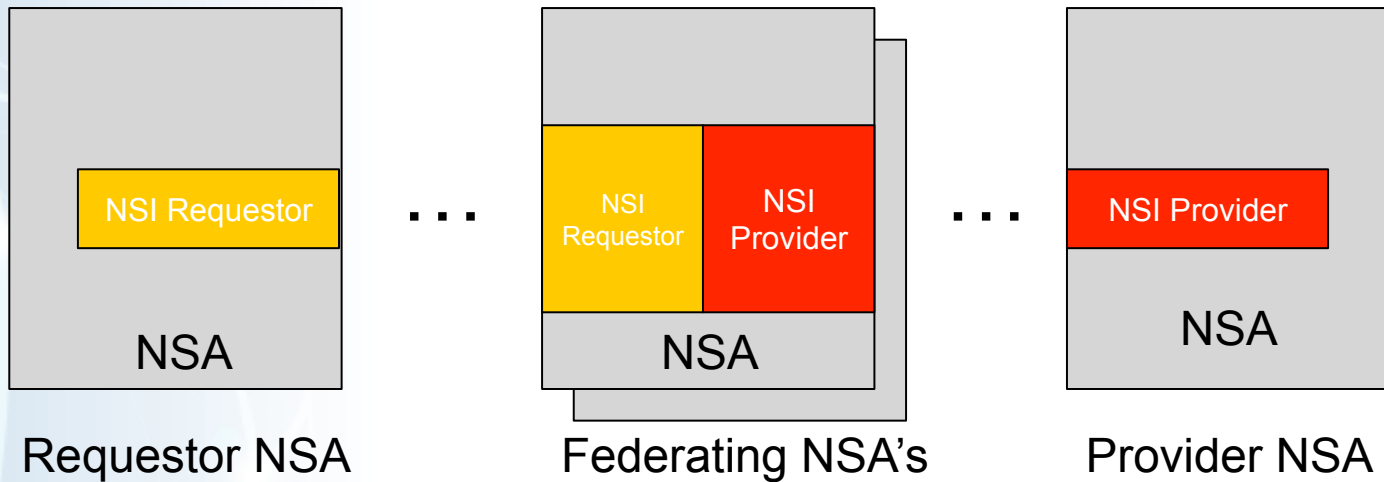 NSI Requestor
NSA
Requestor NSA
. . .
NSI
Requestor
NSI
Provider
NSA
Federating NSA's
. . .
NSI Provider
NSA
Provider NSA